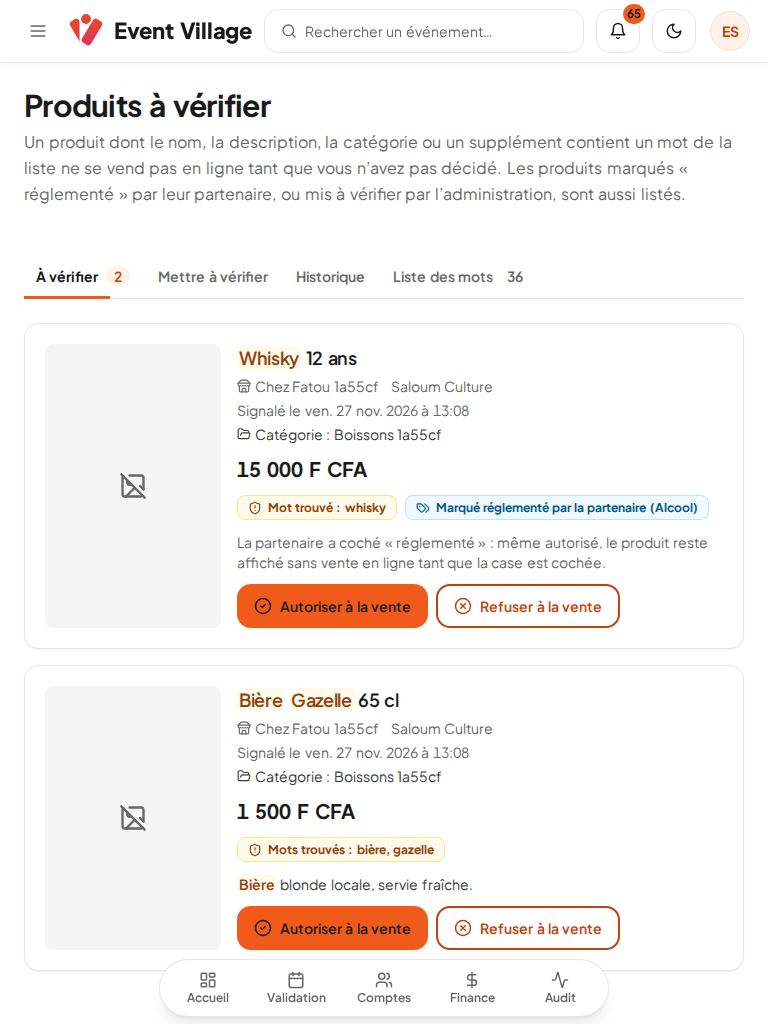 Event Village
Rechercher un événement...
65
ES
Produits à vérifier
Un produit dont le nom, la description, la catégorie ou un supplément contient un mot de la
liste ne se vend pas en ligne tant que vous n’avez pas décidé. Les produits marqués «
réglementé » par leur partenaire, ou mis à vérifier par l’administration, sont aussi listés.
À vérifier 2
Mettre à vérifier
Historique
Liste des mots 36
Whisky 12 ans
Chez Fatou 1a55cf Saloum Culture
Signalé le ven. 27 nov. 2026 à 13:08
Catégorie : Boissons 1a55cf
15 000 F CFA
Mot trouvé : whisky
Marqué réglementé par la partenaire (Alcool)
La partenaire a coché « réglementé » : même autorisé, le produit reste
affiché sans vente en ligne tant que la case est cochée.
Autoriser à la vente
Refuser à la vente
Bière Gazelle 65 cl
Chez Fatou 1a55cf Saloum Culture
Signalé le ven. 27 nov. 2026 à 13:08
Catégorie : Boissons 1a55cf
1 500 F CFA
Mots trouvés : bière, gazelle
Bière blonde locale, servie fraîche.
Autoriser à la vente
Refuser à la vente
Accueil
Validation
Comptes
Finance
Audit